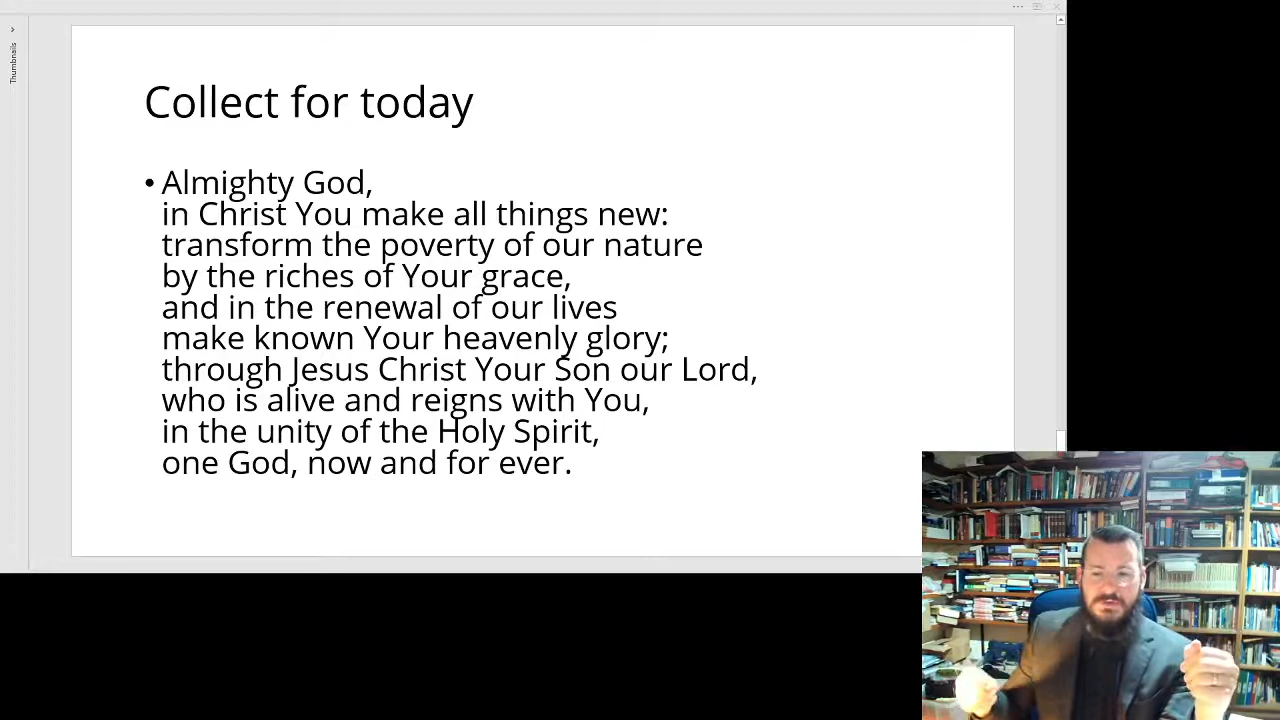 Thumbnails
Collect for today
• Almighty God,
in Christ You make all things new:
transform the poverty of our nature
by the riches of Your grace,
and in the renewal of our lives
make known Your heavenly glory;
through Jesus Christ Your Son our Lord,
who is alive and reigns with You,
in the unity of the Holy Spirit,
one God, now and for ever.